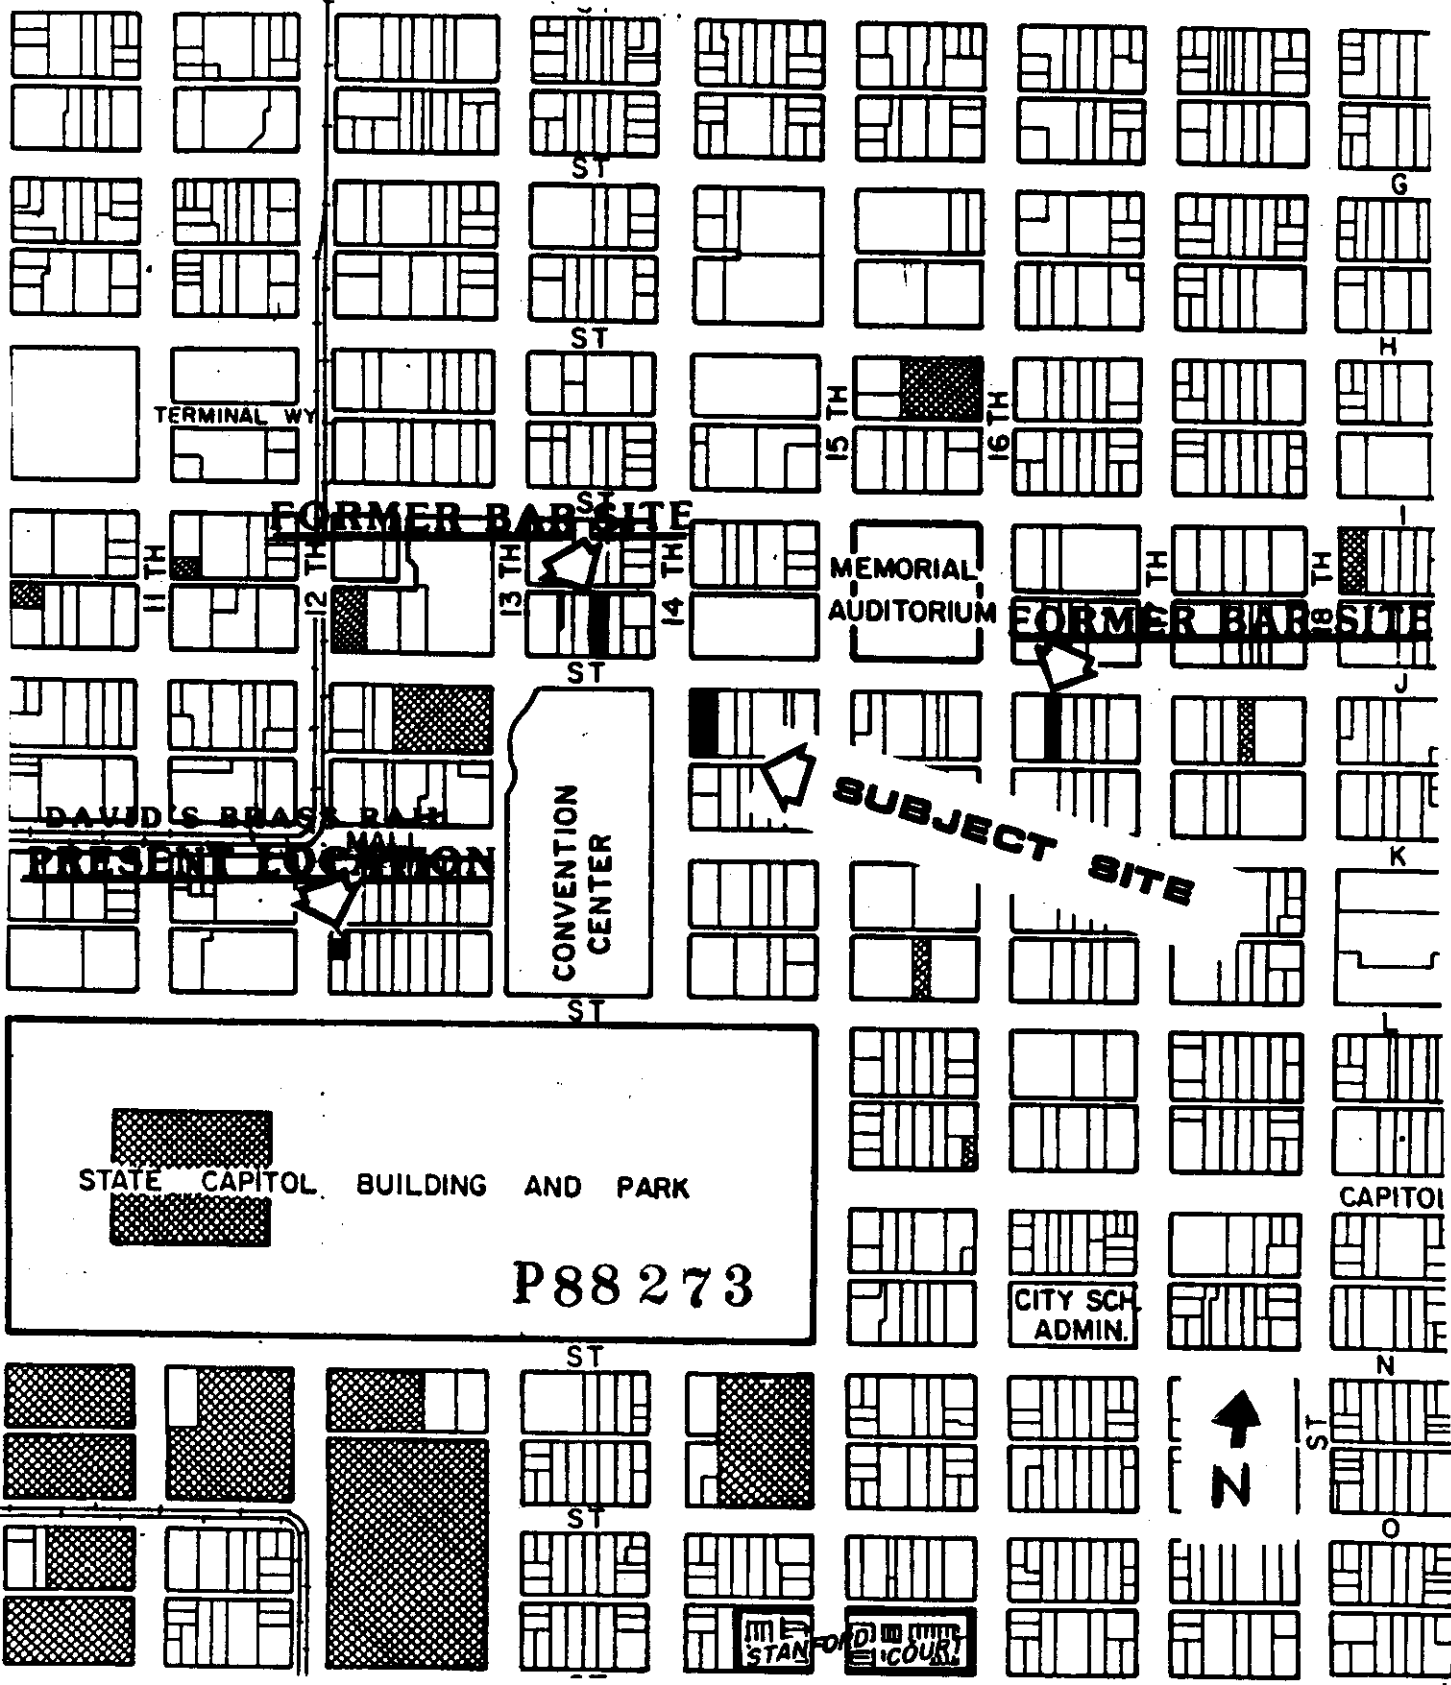 ST
G
ST
H
TERMINAL WY
15 TH
16 TH
ST
I
FORMER BAR SITE
11 TH
12 TH
13 TH
14 TH
MEMORIAL
AUDITORIUM
17 TH
18 TH
FORMER BAR SITE
ST
J
SUBJECT SITE
CONVENTION
CENTER
DAVID'S BRASS RAIL
MALL
PRESENT LOCATION
K
ST
L
STATE CAPITOL BUILDING AND PARK
CAPITOL
P88273
CITY SCH.
ADMIN.
ST
N
ST
N
ST
O
STANFORD COURT